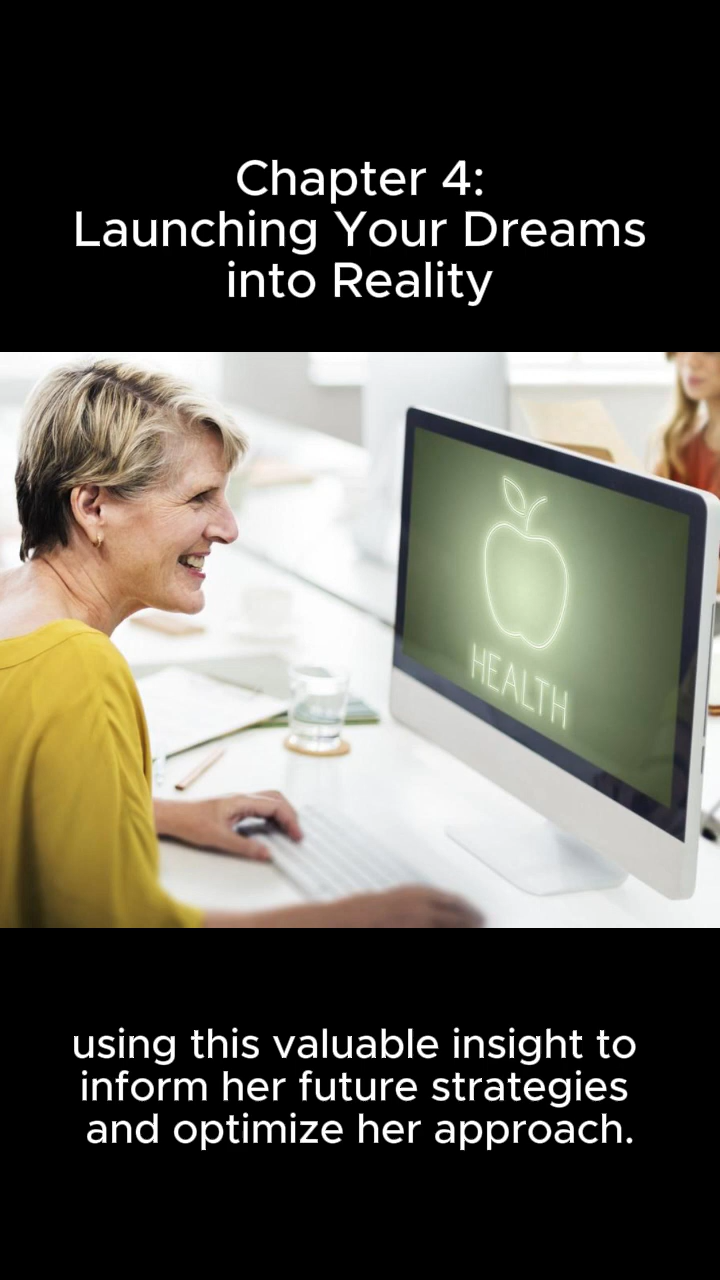 Chapter 4:
Launching Your Dreams
into Reality
HEALTH
using this valuable insight to
inform her future strategies
and optimize her approach.